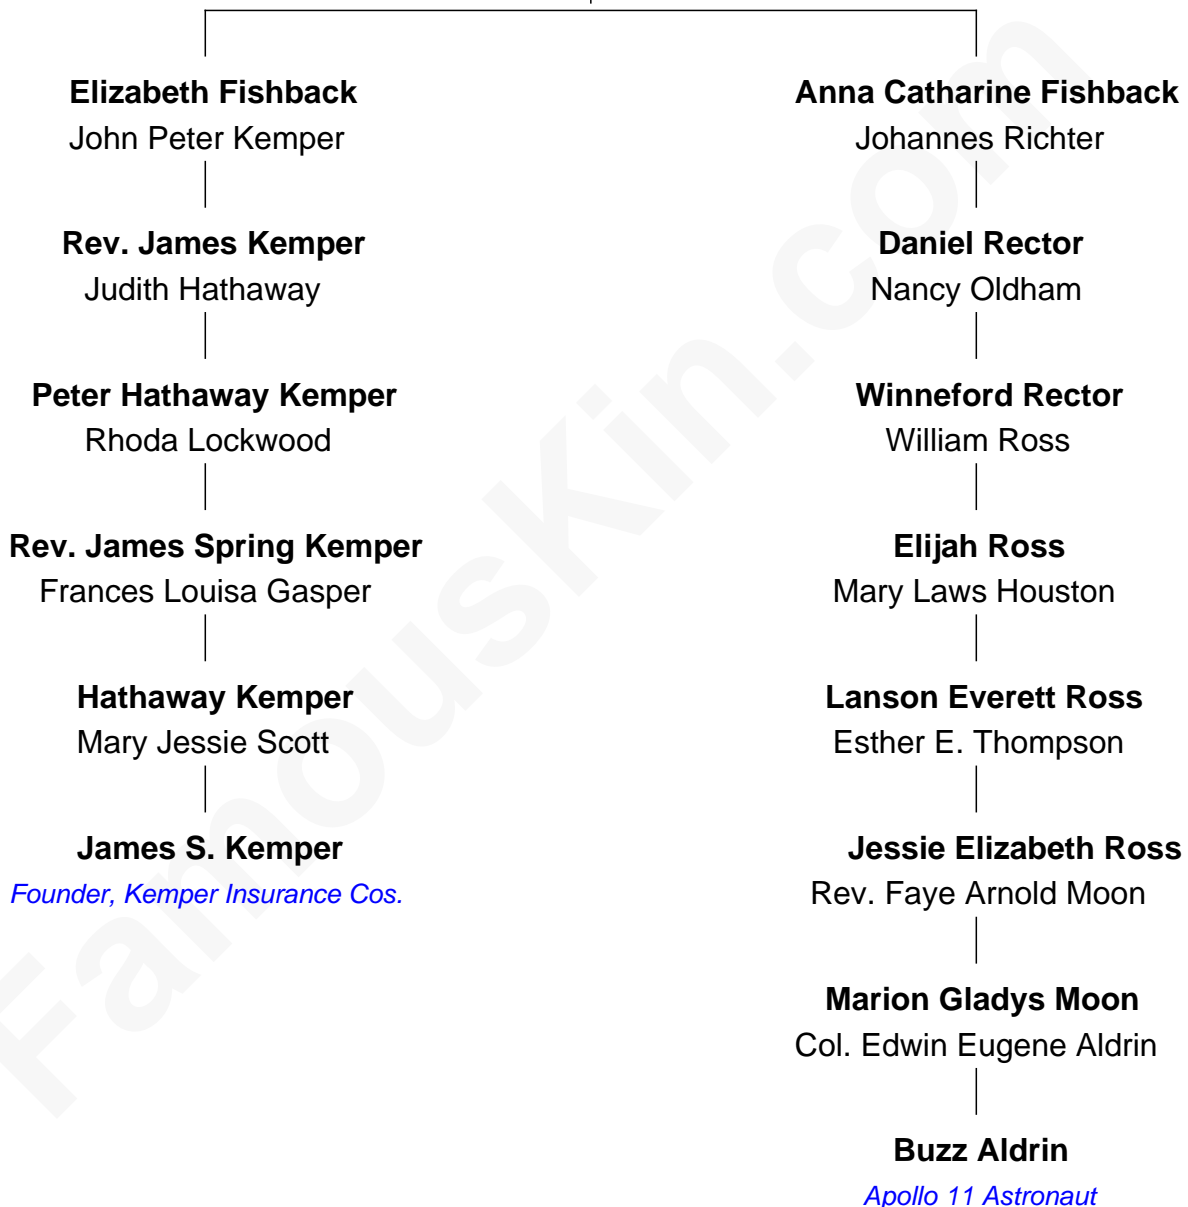 Elizabeth Fishback
John Peter Kemper
Rev. James Kemper
Judith Hathaway
Peter Hathaway Kemper
Rhoda Lockwood
Rev. James Spring Kemper
Frances Louisa Gasper
Hathaway Kemper
Mary Jessie Scott
James S. Kemper
Founder, Kemper Insurance Cos.
Anna Catharine Fishback
Johannes Richter
Daniel Rector
Nancy Oldham
Winneford Rector
William Ross
Elijah Ross
Mary Laws Houston
Lanson Everett Ross
Esther E. Thompson
Jessie Elizabeth Ross
Rev. Faye Arnold Moon
Marion Gladys Moon
Col. Edwin Eugene Aldrin
Buzz Aldrin
Apollo 11 Astronaut
FamousKin.com